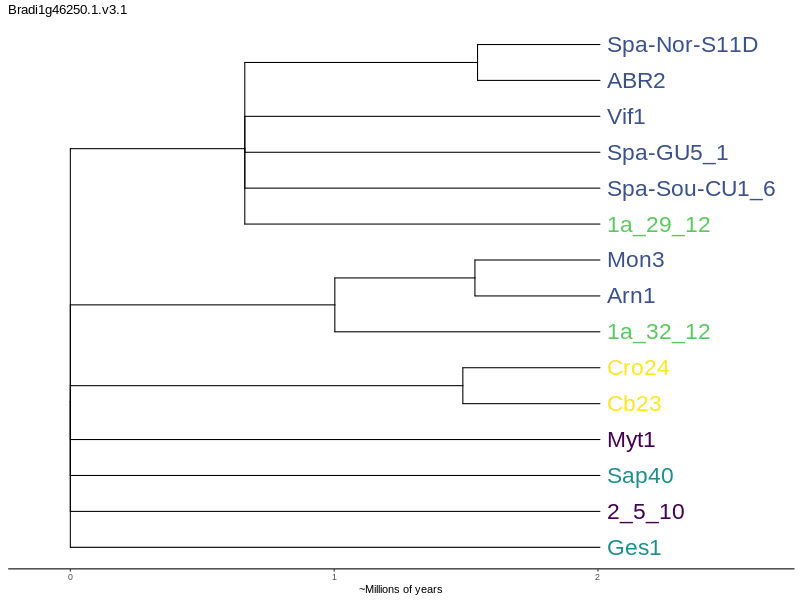 Bradi1g46250.1.v3.1
Spa-Nor-S11D
ABR2
Vif1
Spa-GU5_1
Spa-Sou-CU1_6
1a_29_12
Mon3
Arn1
1a_32_12
Cro24
Cb23
Myt1
Sap40
2_5_10
Ges1
0 1 2
~Millions of years